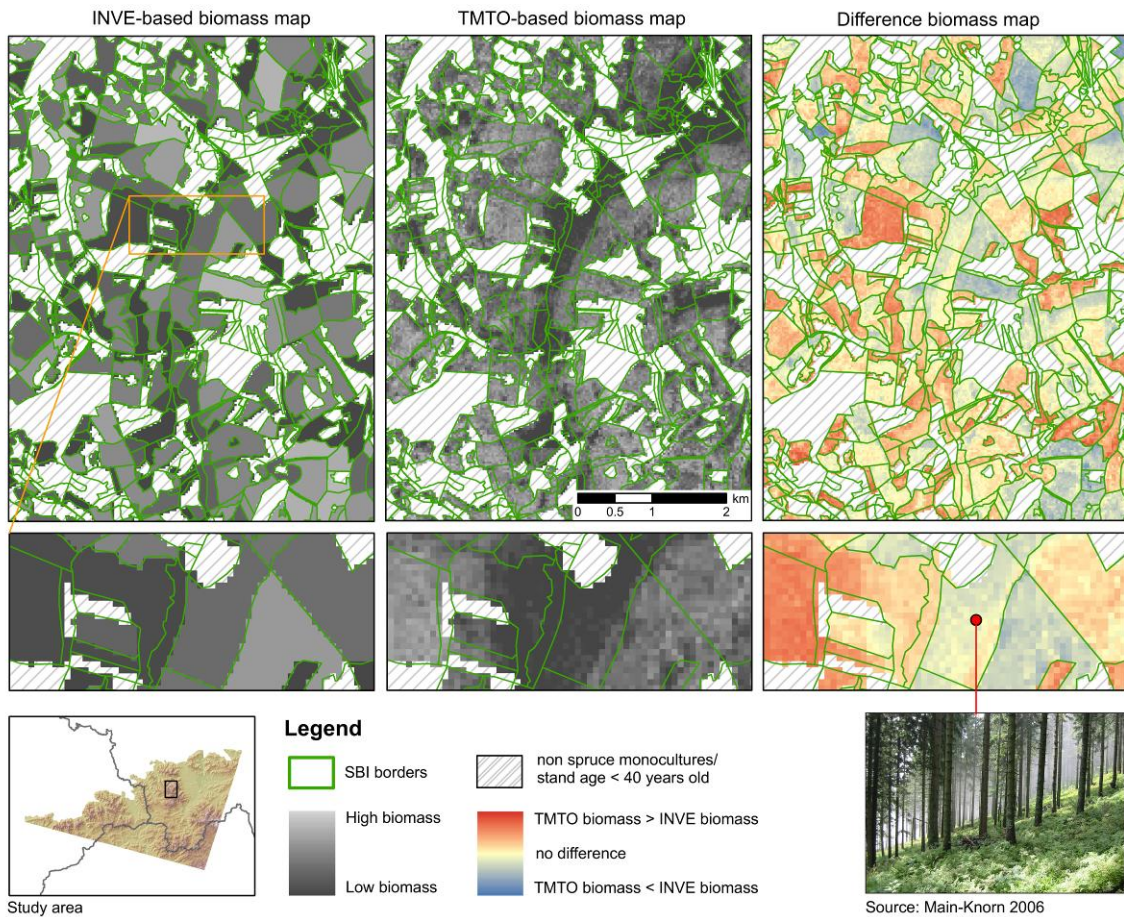 INVE-based biomass map
TMTO-based biomass map
Difference biomass map
km
0 0.5 1 2
Legend
SBI borders
non spruce monocultures/
stand age < 40 years old
High biomass
Low biomass
TMTO biomass > INVE biomass
no difference
TMTO biomass < INVE biomass
Study area
Source: Main-Knorn 2006